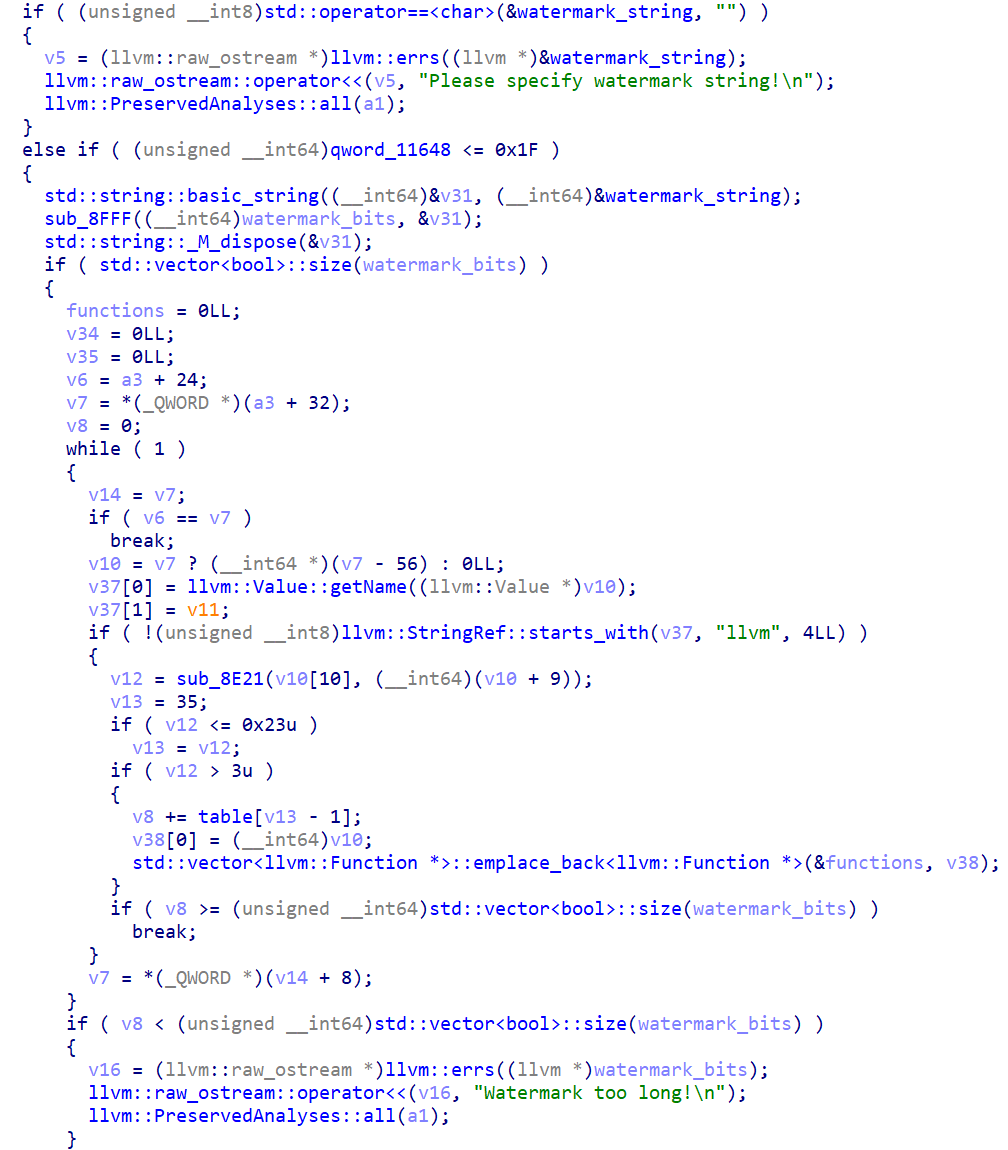 if ( (unsigned __int8)std::operator==<char>(&watermark_string, "") )
{
  v5 = (llvm::raw_ostream *)llvm::errs((llvm *)&watermark_string);
  llvm::raw_ostream::operator<<(v5, "Please specify watermark string!\n");
  llvm::PreservedAnalyses::all(a1);
}
else if ( (unsigned __int64)qword_11648 <= 0x1F )
{
  std::string::basic_string((__int64)&v31, (__int64)&watermark_string);
  sub_8FFF((__int64)watermark_bits, &v31);
  std::string::_M_dispose(&v31);
  if ( std::vector<bool>::size(watermark_bits) )
  {
    functions = 0LL;
    v34 = 0LL;
    v35 = 0LL;
    v6 = a3 + 24;
    v7 = *(_QWORD *)(a3 + 32);
    v8 = 0;
    while ( 1 )
    {
      v14 = v7;
      if ( v6 == v7 )
        break;
      v10 = v7 ? (__int64 *)(v7 - 56) : 0LL;
      v37[0] = llvm::Value::getName((llvm::Value *)v10);
      v37[1] = v11;
      if ( !(unsigned __int8)llvm::StringRef::starts_with(v37, "llvm", 4LL) )
      {
        v12 = sub_8E21(v10[10], (__int64)(v10 + 9));
        v13 = 35;
        if ( v12 <= 0x23u )
          v13 = v12;
        if ( v12 > 3u )
        {
          v8 += table[v13 - 1];
          v38[0] = (__int64)v10;
          std::vector<llvm::Function *>::emplace_back<llvm::Function *>(&functions, v38);
        }
        if ( v8 >= (unsigned __int64)std::vector<bool>::size(watermark_bits) )
          break;
      }
      v7 = *(_QWORD *)(v14 + 8);
    }
    if ( v8 < (unsigned __int64)std::vector<bool>::size(watermark_bits) )
    {
      v16 = (llvm::raw_ostream *)llvm::errs((llvm *)watermark_bits);
      llvm::raw_ostream::operator<<(v16, "Watermark too long!\n");
      llvm::PreservedAnalyses::all(a1);
    }